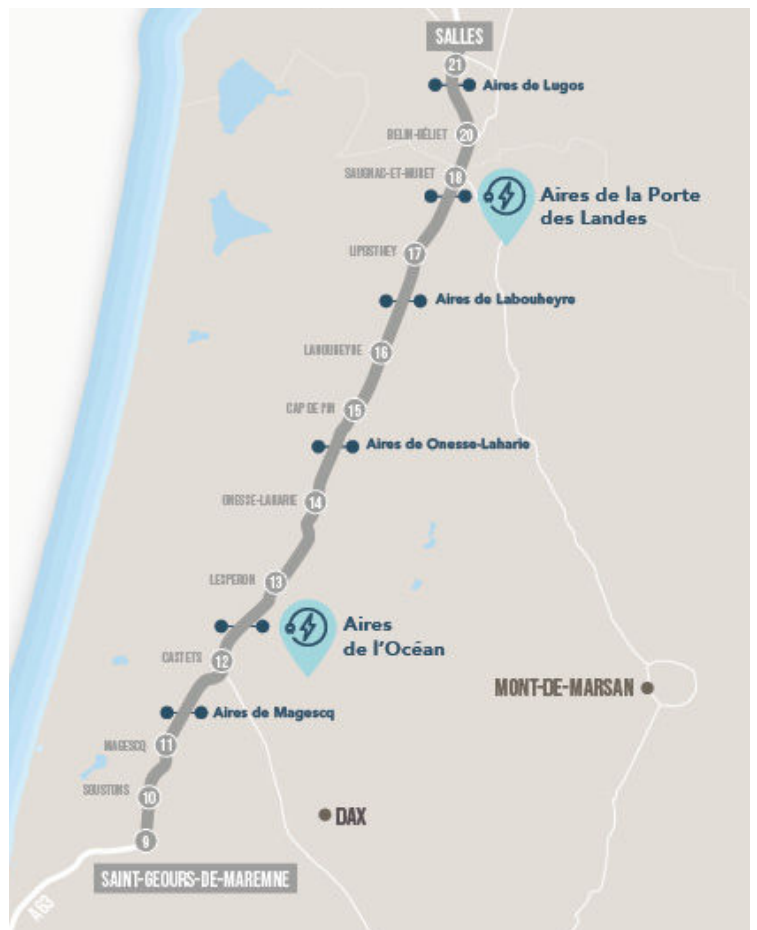 SALLES
21
Aires de Lugos
BELIN-BÉLIET
20
SAUGNAC-ET-MURET
18
Aires de la Porte
des Landes
LIPOSTHEY
17
Aires de Labouheyre
LABOUHEYRE
16
CAP DE PIN
15
Aires de Onesse-Laharie
ONESSE-LAHARIE
14
LESPERON
13
Aires
de l'Océan
CASTETS
12
MONT-DE-MARSAN
Aires de Magescq
MAGESCQ
11
SOUSTONS
10
DAX
9
SAINT-GEOURS-DE-MAREMNE
A63